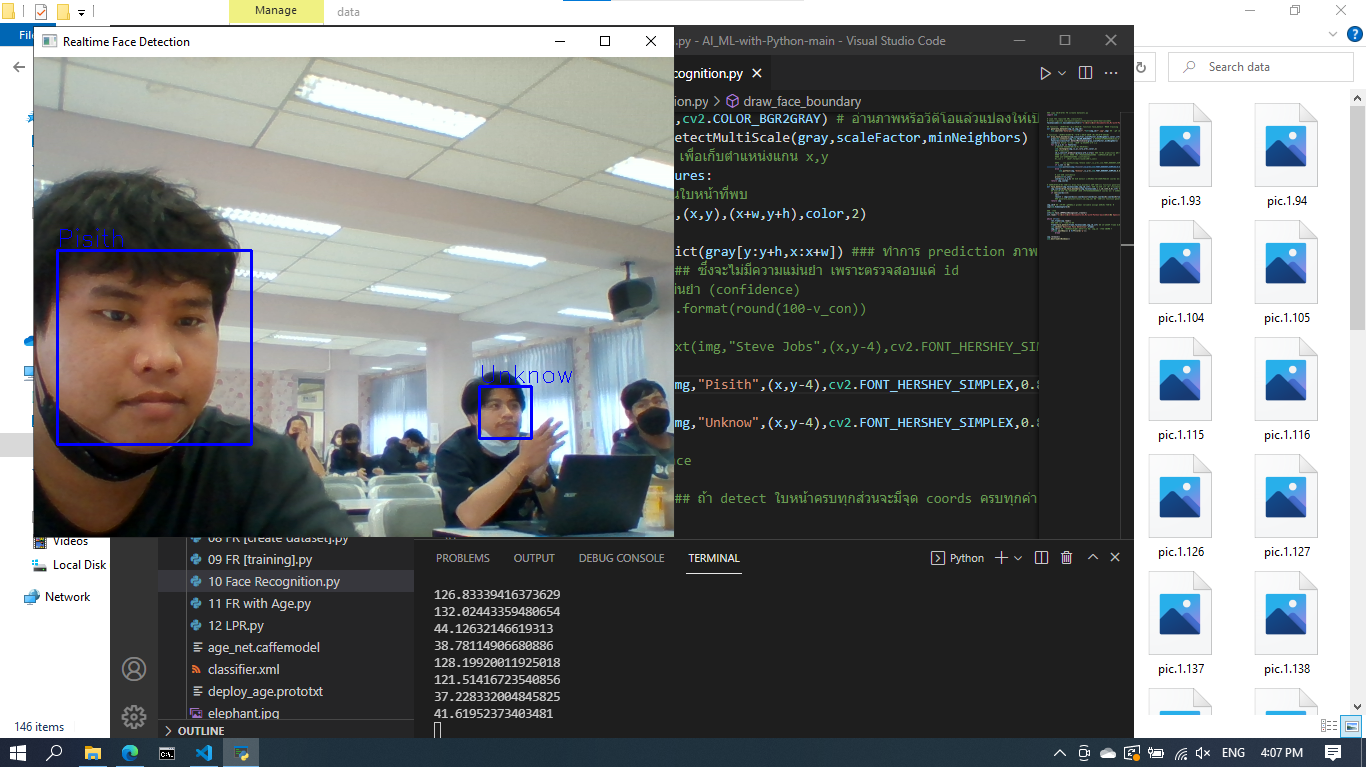 Manage
data
File
Realtime Face Detection
.py - AI_ML-with-Python-main - Visual Studio Code
cognition.py
Search data
ion.py > draw_face_boundary
,cv2.COLOR_BGR2GRAY) # อ่านภาพหรือวิดีโอแล้วแปลงให้เป็
detectMultiScale(gray,scaleFactor,minNeighbors)
เพื่อเก็บตำแหน่งแกน x,y
ures:
นใบหน้าที่พบ
,(x,y),(x+w,y+h),color,2)
ict(gray[y:y+h,x:x+w]) ### ทำการ prediction ภาพ
## ซึ่งจะไม่มีความแม่นยำ เพราะตรวจสอบแค่ id
ม่นยำ (confidence)
.format(round(100-v_con))
xt(img,"Steve Jobs",(x,y-4),cv2.FONT_HERSHEY_SIM
mg,"Pisith",(x,y-4),cv2.FONT_HERSHEY_SIMPLEX,0.8
mg,"Unknow",(x,y-4),cv2.FONT_HERSHEY_SIMPLEX,0.8
ce
## ถ้า detect ใบหน้าครบทุกส่วนจะมีจุด coords ครบทุกค่า
Unknow
acer
pic.1.93
pic.1.94
pic.1.104
pic.1.105
pic.1.115
pic.1.116
pic.1.126
pic.1.127
pic.1.137
pic.1.138
Videos
Local Disk
Network
146 items
08 FR [create dataset].py
09 FR [training].py
10 Face Recognition.py
11 FR with Age.py
12 LPR.py
age_net.caffemodel
classifier.xml
deploy_age.prototxt
elephant.jpg
OUTLINE
PROBLEMS OUTPUT DEBUG CONSOLE TERMINAL
Python
126.83339416373629
132.02443359480654
44.12632146619313
38.78114906680886
128.19920011925018
121.51416723540856
37.228332004845825
41.61952373403481
ENG
4:07 PM